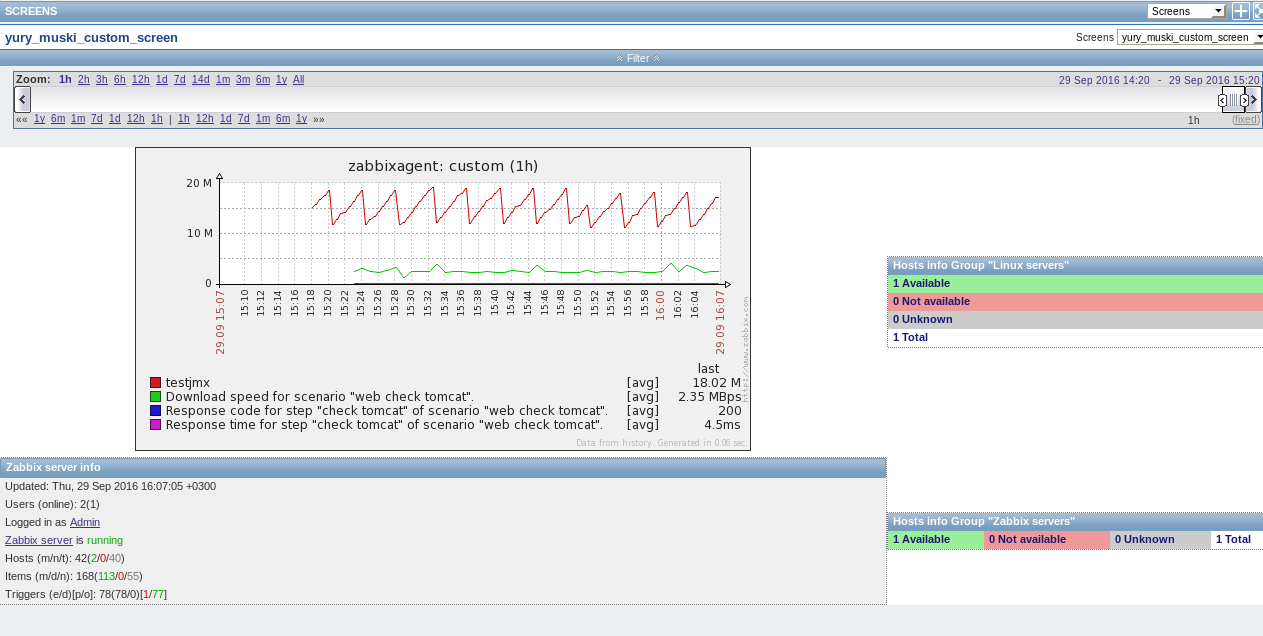 SCREENS Screens
yury_muski_custom_screen Screens yury_muski_custom_screen
Filter
Zoom: 1h 2h 3h 6h 12h 1d 7d 14d 1m 3m 6m 1y All 29 Sep 2016 14:20 - 29 Sep 2016 15:20
«« 1y 6m 1m 7d 1d 12h 1h | 1h 12h 1d 7d 1m 6m 1y »» 1h (fixed)
zabbixagent: custom (1h)
20 M
10 M
0
29.09 15:07 15:10 15:12 15:14 15:16 15:18 15:20 15:22 15:24 15:26 15:28 15:30 15:32 15:34 15:36 15:38 15:40 15:42 15:44 15:46 15:48 15:50 15:52 15:54 15:56 15:58 16:00 16:02 16:04 29.09 16:07
http://www.zabbix.com
last
testjmx [avg] 18.02 M
Download speed for scenario "web check tomcat". [avg] 2.35 MBps
Response code for step "check tomcat" of scenario "web check tomcat". [avg] 200
Response time for step "check tomcat" of scenario "web check tomcat". [avg] 4.5ms
Data from history. Generated in 0.06 sec.
Hosts info Group "Linux servers"
1 Available
0 Not available
0 Unknown
1 Total
Zabbix server info
Updated: Thu, 29 Sep 2016 16:07:05 +0300
Users (online): 2(1)
Logged in as Admin
Zabbix server is running
Hosts (m/n/t): 42(2/0/40)
Items (m/d/n): 168(113/0/55)
Triggers (e/d)[p/o]: 78(78/0)[1/77]
Hosts info Group "Zabbix servers"
1 Available 0 Not available 0 Unknown 1 Total